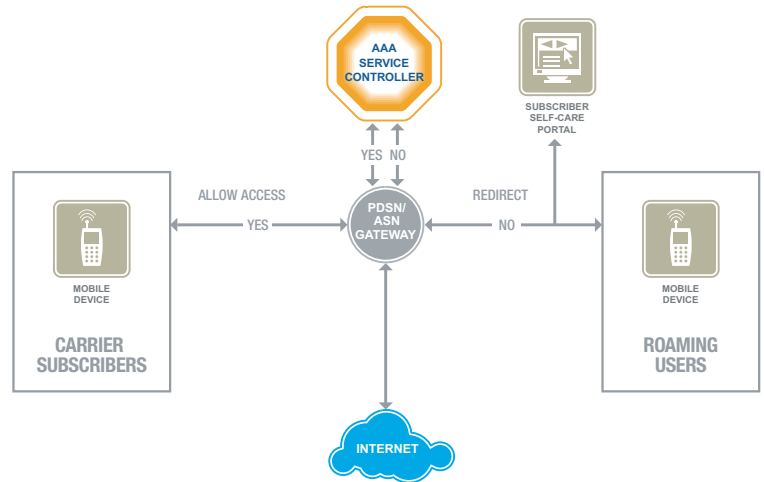 AAA
SERVICE
CONTROLLER
SUBSCRIBER
SELF-CARE
PORTAL
YES NO
ALLOW ACCESS
YES
PDSN/
ASN
GATEWAY
REDIRECT
NO
MOBILE
DEVICE
CARRIER
SUBSCRIBERS
MOBILE
DEVICE
ROAMING
USERS
INTERNET